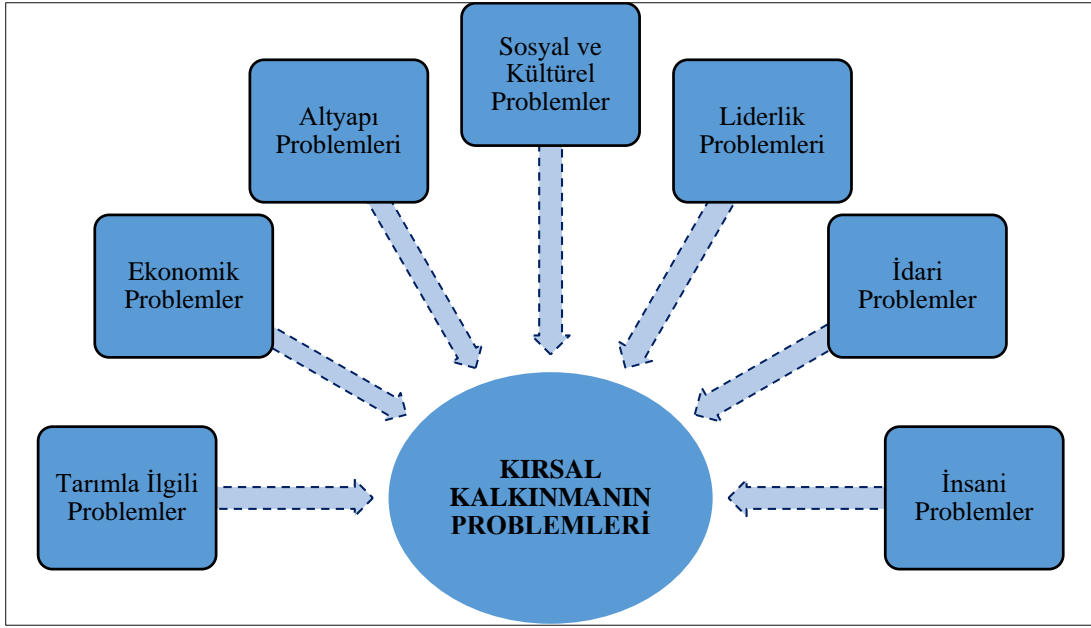 Tarımla İlgili
Problemler
Ekonomik
Problemler
Altyapı
Problemleri
Sosyal ve
Kültürel
Problemler
Liderlik
Problemleri
İdari
Problemler
İnsani
Problemler
KIRSAL
KALKINMANIN
PROBLEMLERİ